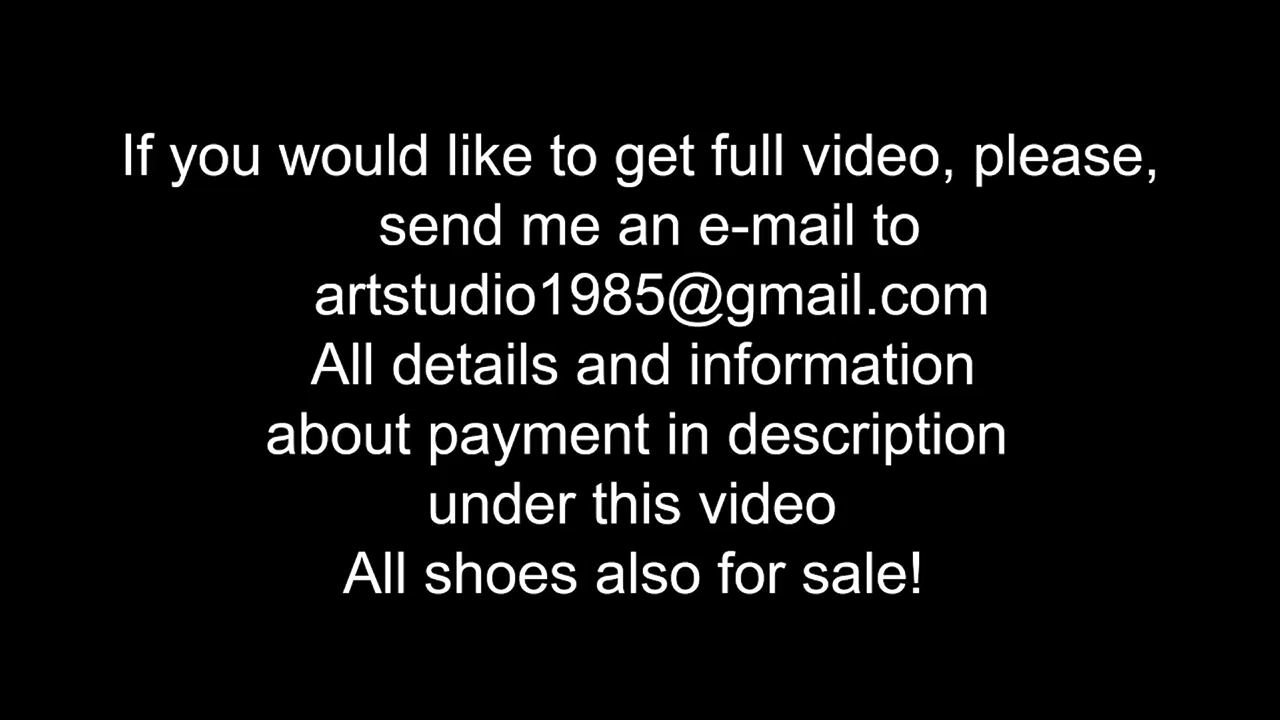 If you would like to get full video, please,
send me an e-mail to
artstudio1985@gmail.com
All details and information
about payment in description
under this video
All shoes also for sale!